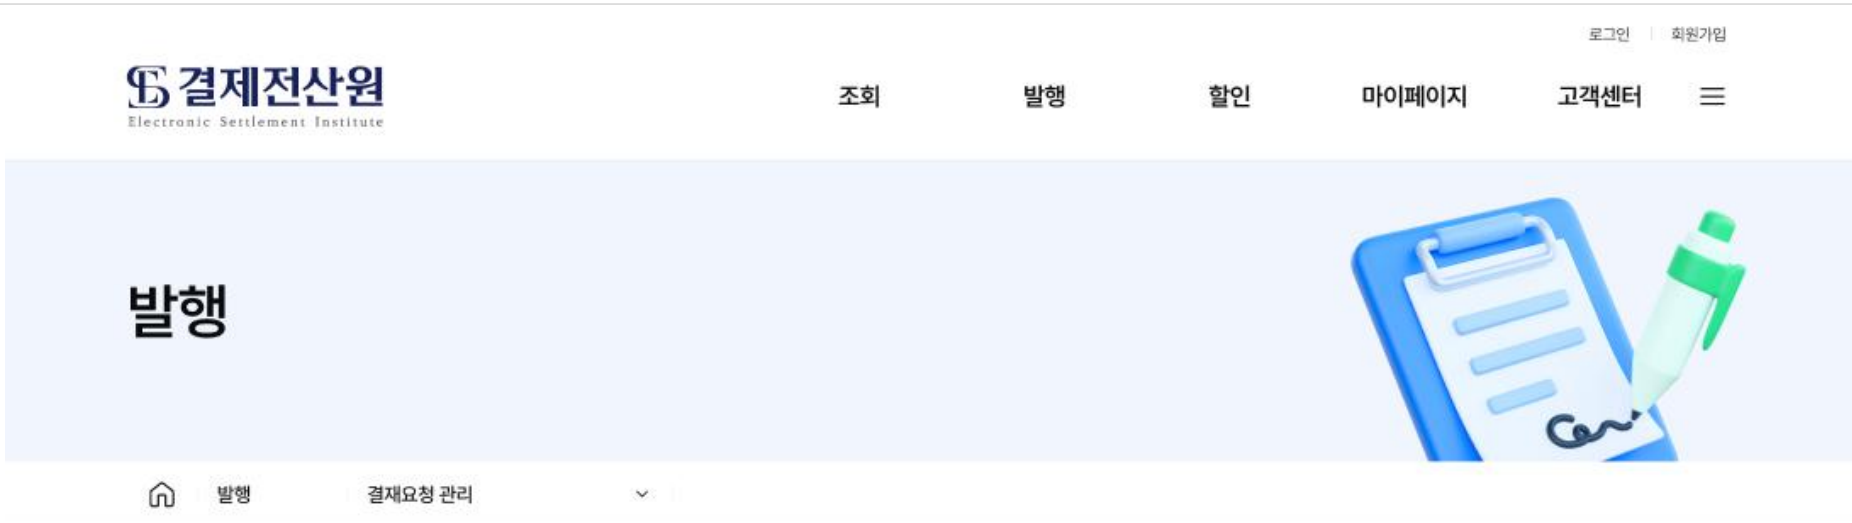 로그인 회원가입
결제전산원
Electronic Settlement Institute
조회 발행 할인 마이페이지 고객센터
발행
발행 결재요청 관리